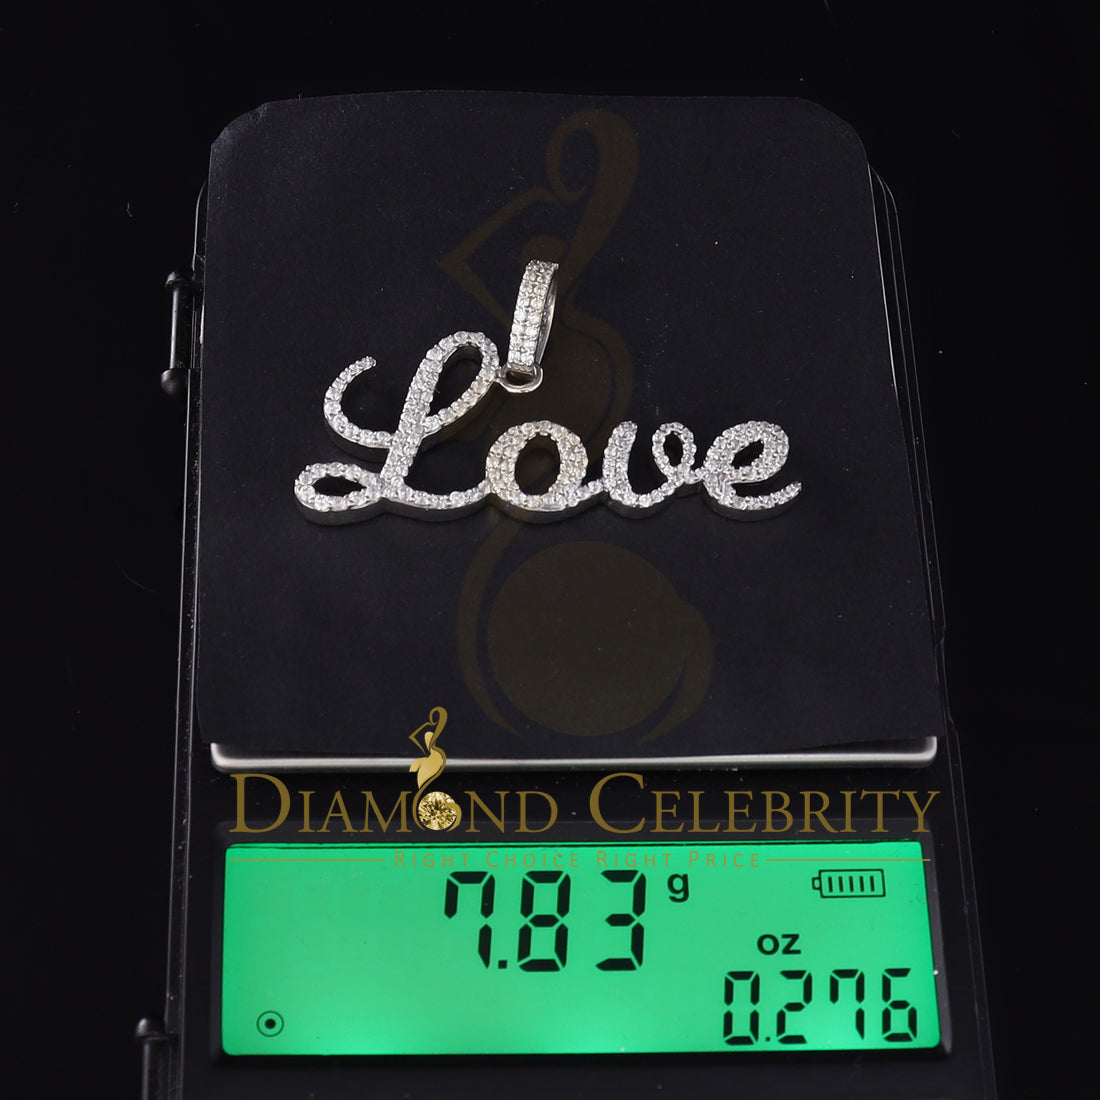 Love
DIAMOND CELEBRITY
RIGHT CHOICE RIGHT PRICE
7.83 g
oz
0.276